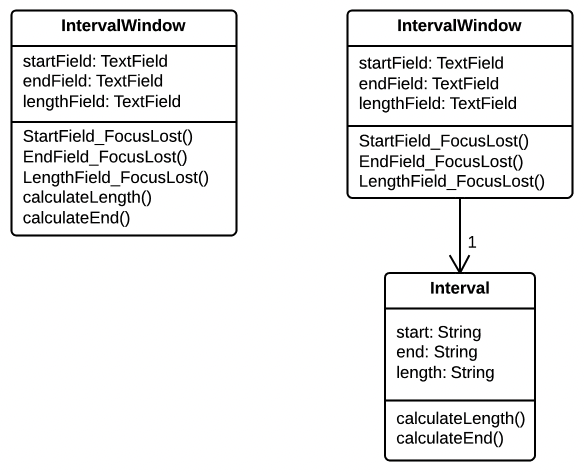 IntervalWindow
startField: TextField
endField: TextField
lengthField: TextField
StartField_FocusLost()
EndField_FocusLost()
LengthField_FocusLost()
calculateLength()
calculateEnd()
IntervalWindow
startField: TextField
endField: TextField
lengthField: TextField
StartField_FocusLost()
EndField_FocusLost()
LengthField_FocusLost()
1
Interval
start: String
end: String
length: String
calculateLength()
calculateEnd()